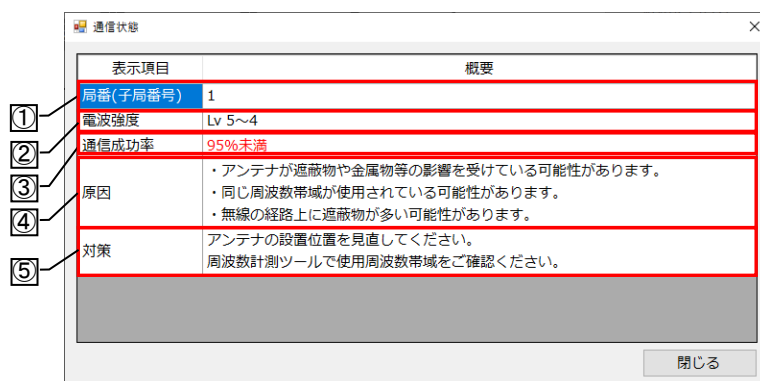 通信状態
表示項目 概要
① 局番(子局番号) 1
② 電波強度 Lv 5～4
③ 通信成功率 95%未満
④ 原因 ・アンテナが遮蔽物や金属物等の影響を受けている可能性があります。
・同じ周波数帯域が使用されている可能性があります。
・無線の経路上に遮蔽物が多い可能性があります。
⑤ 対策 アンテナの設置位置を見直してください。
周波数計測ツールで使用周波数帯域をご確認ください。
閉じる